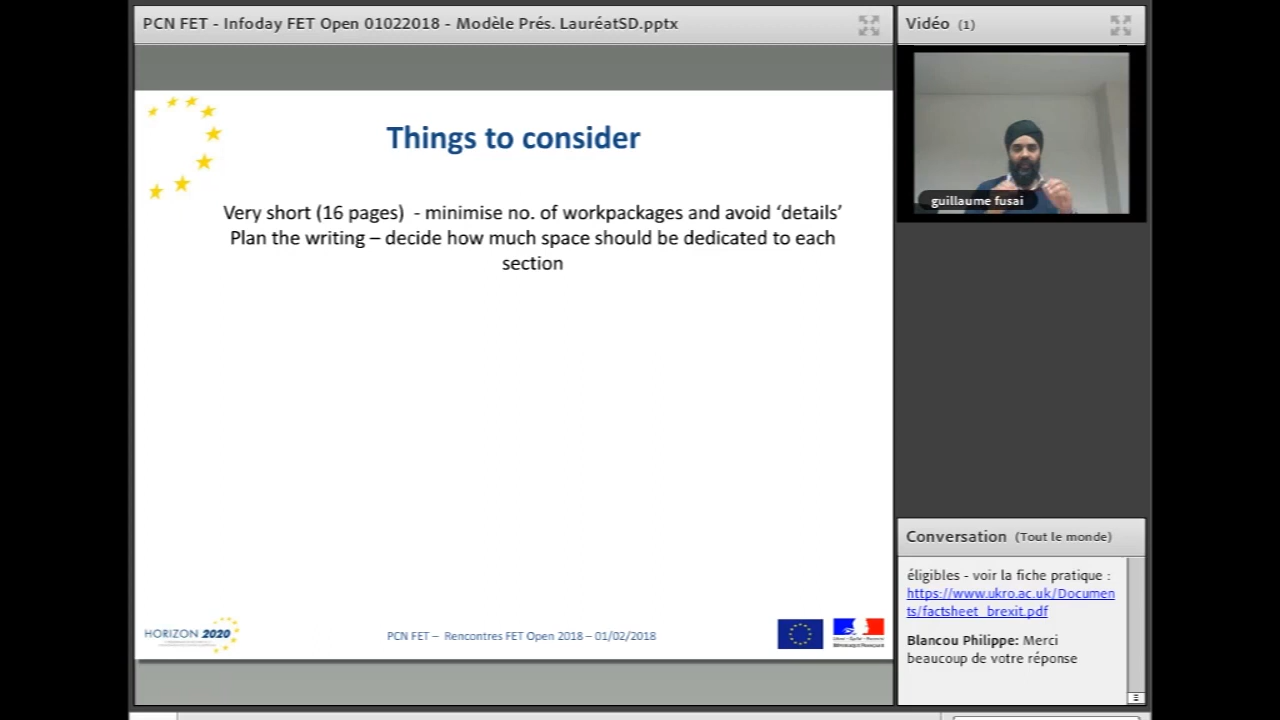 PCN FET - Infoday FET Open 01022018 - Modèle Prés. LauréatSD.pptx
Things to consider
Very short (16 pages)  - minimise no. of workpackages and avoid ‘details’
Plan the writing – decide how much space should be dedicated to each
section
HORIZON 2020
PCN FET –  Rencontres FET Open 2018 – 01/02/2018
Vidéo (1)
guillaume fusai
Conversation (Tout le monde)
éligibles - voir la fiche pratique :
https://www.ukro.ac.uk/Documen
ts/factsheet_brexit.pdf
Blancou Philippe: Merci
beaucoup de votre réponse